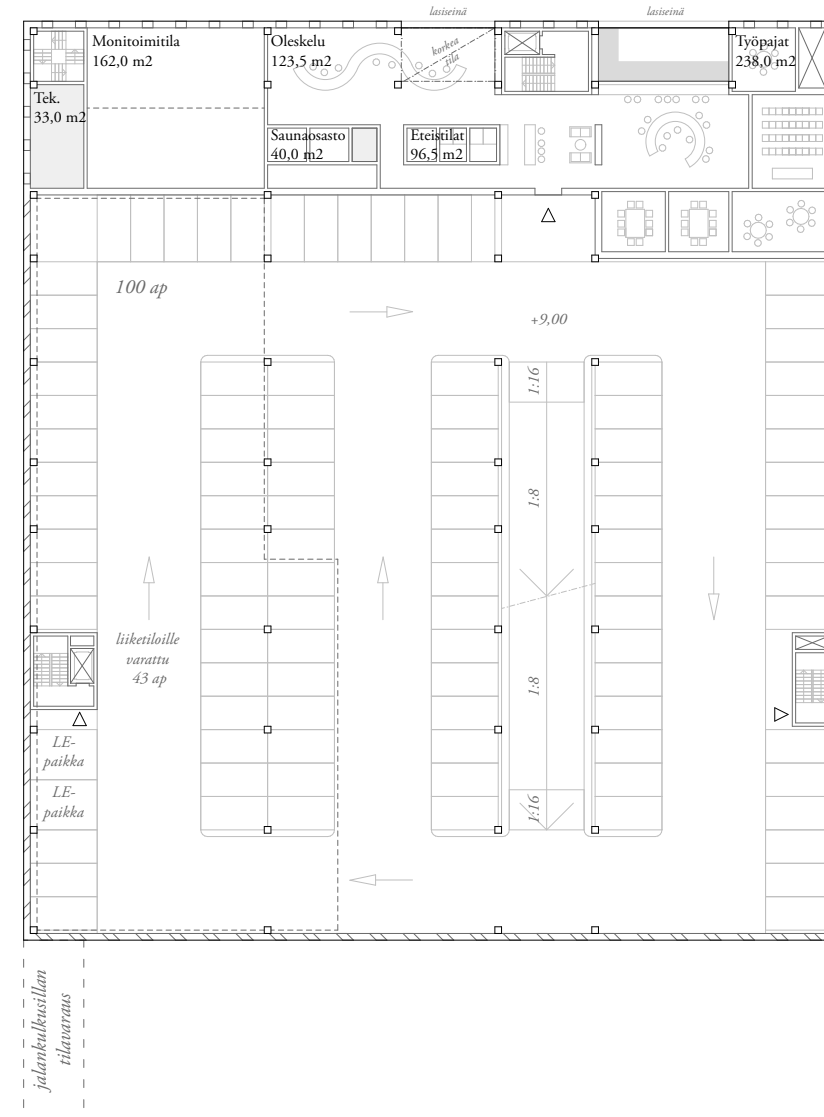 lasiseinä
lasiseinä
Monitoimitila
162,0 m2
Oleskelu
123,5 m2
korkea
tila
Työpajat
238,0 m2
Tek.
33,0 m2
Saunaosasto
40,0 m2
Eteistilat
96,5 m2
100 ap
+9,00
1:16
1:8
liiketiloille
varattu
43 ap
1:8
LE-
paikka
LE-
paikka
1:16
jalankulkusillan
tilavaraus